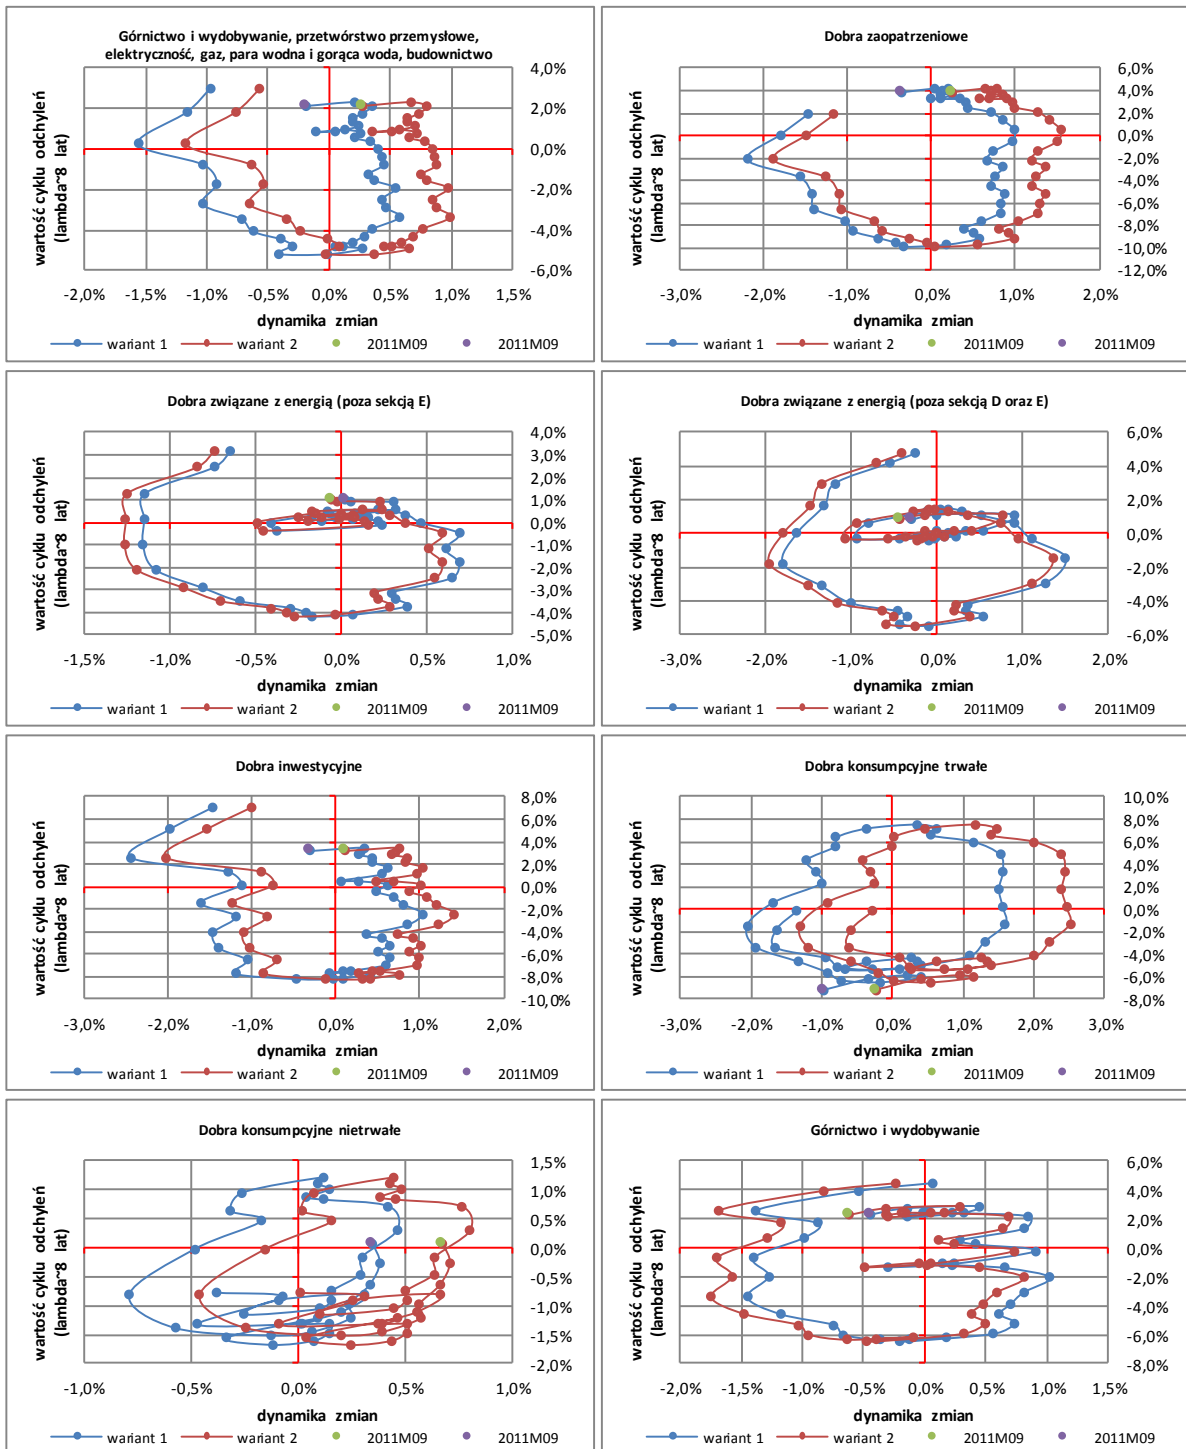 Górnictwo i wydobywanie, przetwórstwo przemysłowe,
elektryczność, gaz, para wodna i gorąca woda, budownictwo
wartość cyklu odchyleń
(lambda~8 lat)
4,0%
2,0%
0,0%
-2,0%
-4,0%
-6,0%
-2,0% -1,5% -1,0% -0,5% 0,0% 0,5% 1,0% 1,5%
dynamika zmian
wariant 1 wariant 2 2011M09 2011M09
Dobra zaopatrzeniowe
wartość cyklu odchyleń
(lambda~8 lat)
6,0%
4,0%
2,0%
0,0%
-2,0%
-4,0%
-6,0%
-8,0%
-10,0%
-12,0%
-3,0% -2,0% -1,0% 0,0% 1,0% 2,0%
dynamika zmian
wariant 1 wariant 2 2011M09 2011M09
Dobra związane z energią (poza sekcją E)
wartość cyklu odchyleń
(lambda~8 lat)
4,0%
3,0%
2,0%
1,0%
0,0%
-1,0%
-2,0%
-3,0%
-4,0%
-5,0%
-1,5% -1,0% -0,5% 0,0% 0,5% 1,0%
dynamika zmian
wariant 1 wariant 2 2011M09 2011M09
Dobra związane z energią (poza sekcją D oraz E)
wartość cyklu odchyleń
(lambda~8 lat)
6,0%
4,0%
2,0%
0,0%
-2,0%
-4,0%
-6,0%
-3,0% -2,0% -1,0% 0,0% 1,0% 2,0%
dynamika zmian
wariant 1 wariant 2 2011M09 2011M09
Dobra inwestycyjne
wartość cyklu odchyleń
(lambda~8 lat)
8,0%
6,0%
4,0%
2,0%
0,0%
-2,0%
-4,0%
-6,0%
-8,0%
-10,0%
-3,0% -2,0% -1,0% 0,0% 1,0% 2,0%
dynamika zmian
wariant 1 wariant 2 2011M09 2011M09
Dobra konsumpcyjne trwałe
wartość cyklu odchyleń
(lambda~8 lat)
10,0%
8,0%
6,0%
4,0%
2,0%
0,0%
-2,0%
-4,0%
-6,0%
-8,0%
-3,0% -2,0% -1,0% 0,0% 1,0% 2,0% 3,0%
dynamika zmian
wariant 1 wariant 2 2011M09 2011M09
Dobra konsumpcyjne nietrwałe
wartość cyklu odchyleń
(lambda~8 lat)
1,5%
1,0%
0,5%
0,0%
-0,5%
-1,0%
-1,5%
-2,0%
-1,0% -0,5% 0,0% 0,5% 1,0%
dynamika zmian
wariant 1 wariant 2 2011M09 2011M09
Górnictwo i wydobywanie
wartość cyklu odchyleń
(lambda~8 lat)
6,0%
4,0%
2,0%
0,0%
-2,0%
-4,0%
-6,0%
-8,0%
-2,0% -1,5% -1,0% -0,5% 0,0% 0,5% 1,0% 1,5%
dynamika zmian
wariant 1 wariant 2 2011M09 2011M09